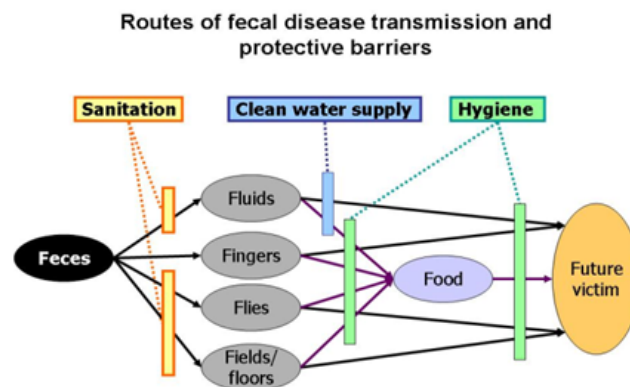 Routes of fecal disease transmission and
protective barriers
Sanitation
Clean water supply
Hygiene
Fluids
Feces
Fingers
Food
Future
victim
Flies
Fields/
floors